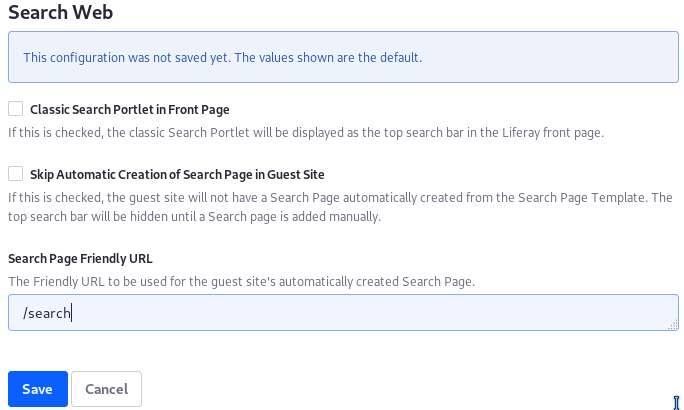 Search Web
This configuration was not saved yet. The values shown are the default.
Classic Search Portlet in Front Page
If this is checked, the classic Search Portlet will be displayed as the top search bar in the Liferay front page.
Skip Automatic Creation of Search Page in Guest Site
If this is checked, the guest site will not have a Search Page automatically created from the Search Page Template. The
top search bar will be hidden until a Search page is added manually.
Search Page Friendly URL
The Friendly URL to be used for the guest site's automatically created Search Page.
/search
Save Cancel